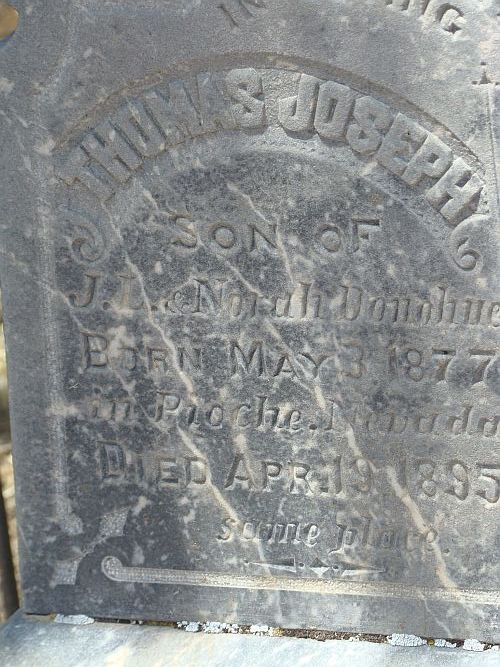 IN
THOMAS JOSEPH
SON OF
J. L. & Norah Donohue
BORN MAY 3 1877
in Pioche, Nevada
DIED APR. 19 1895
same place.